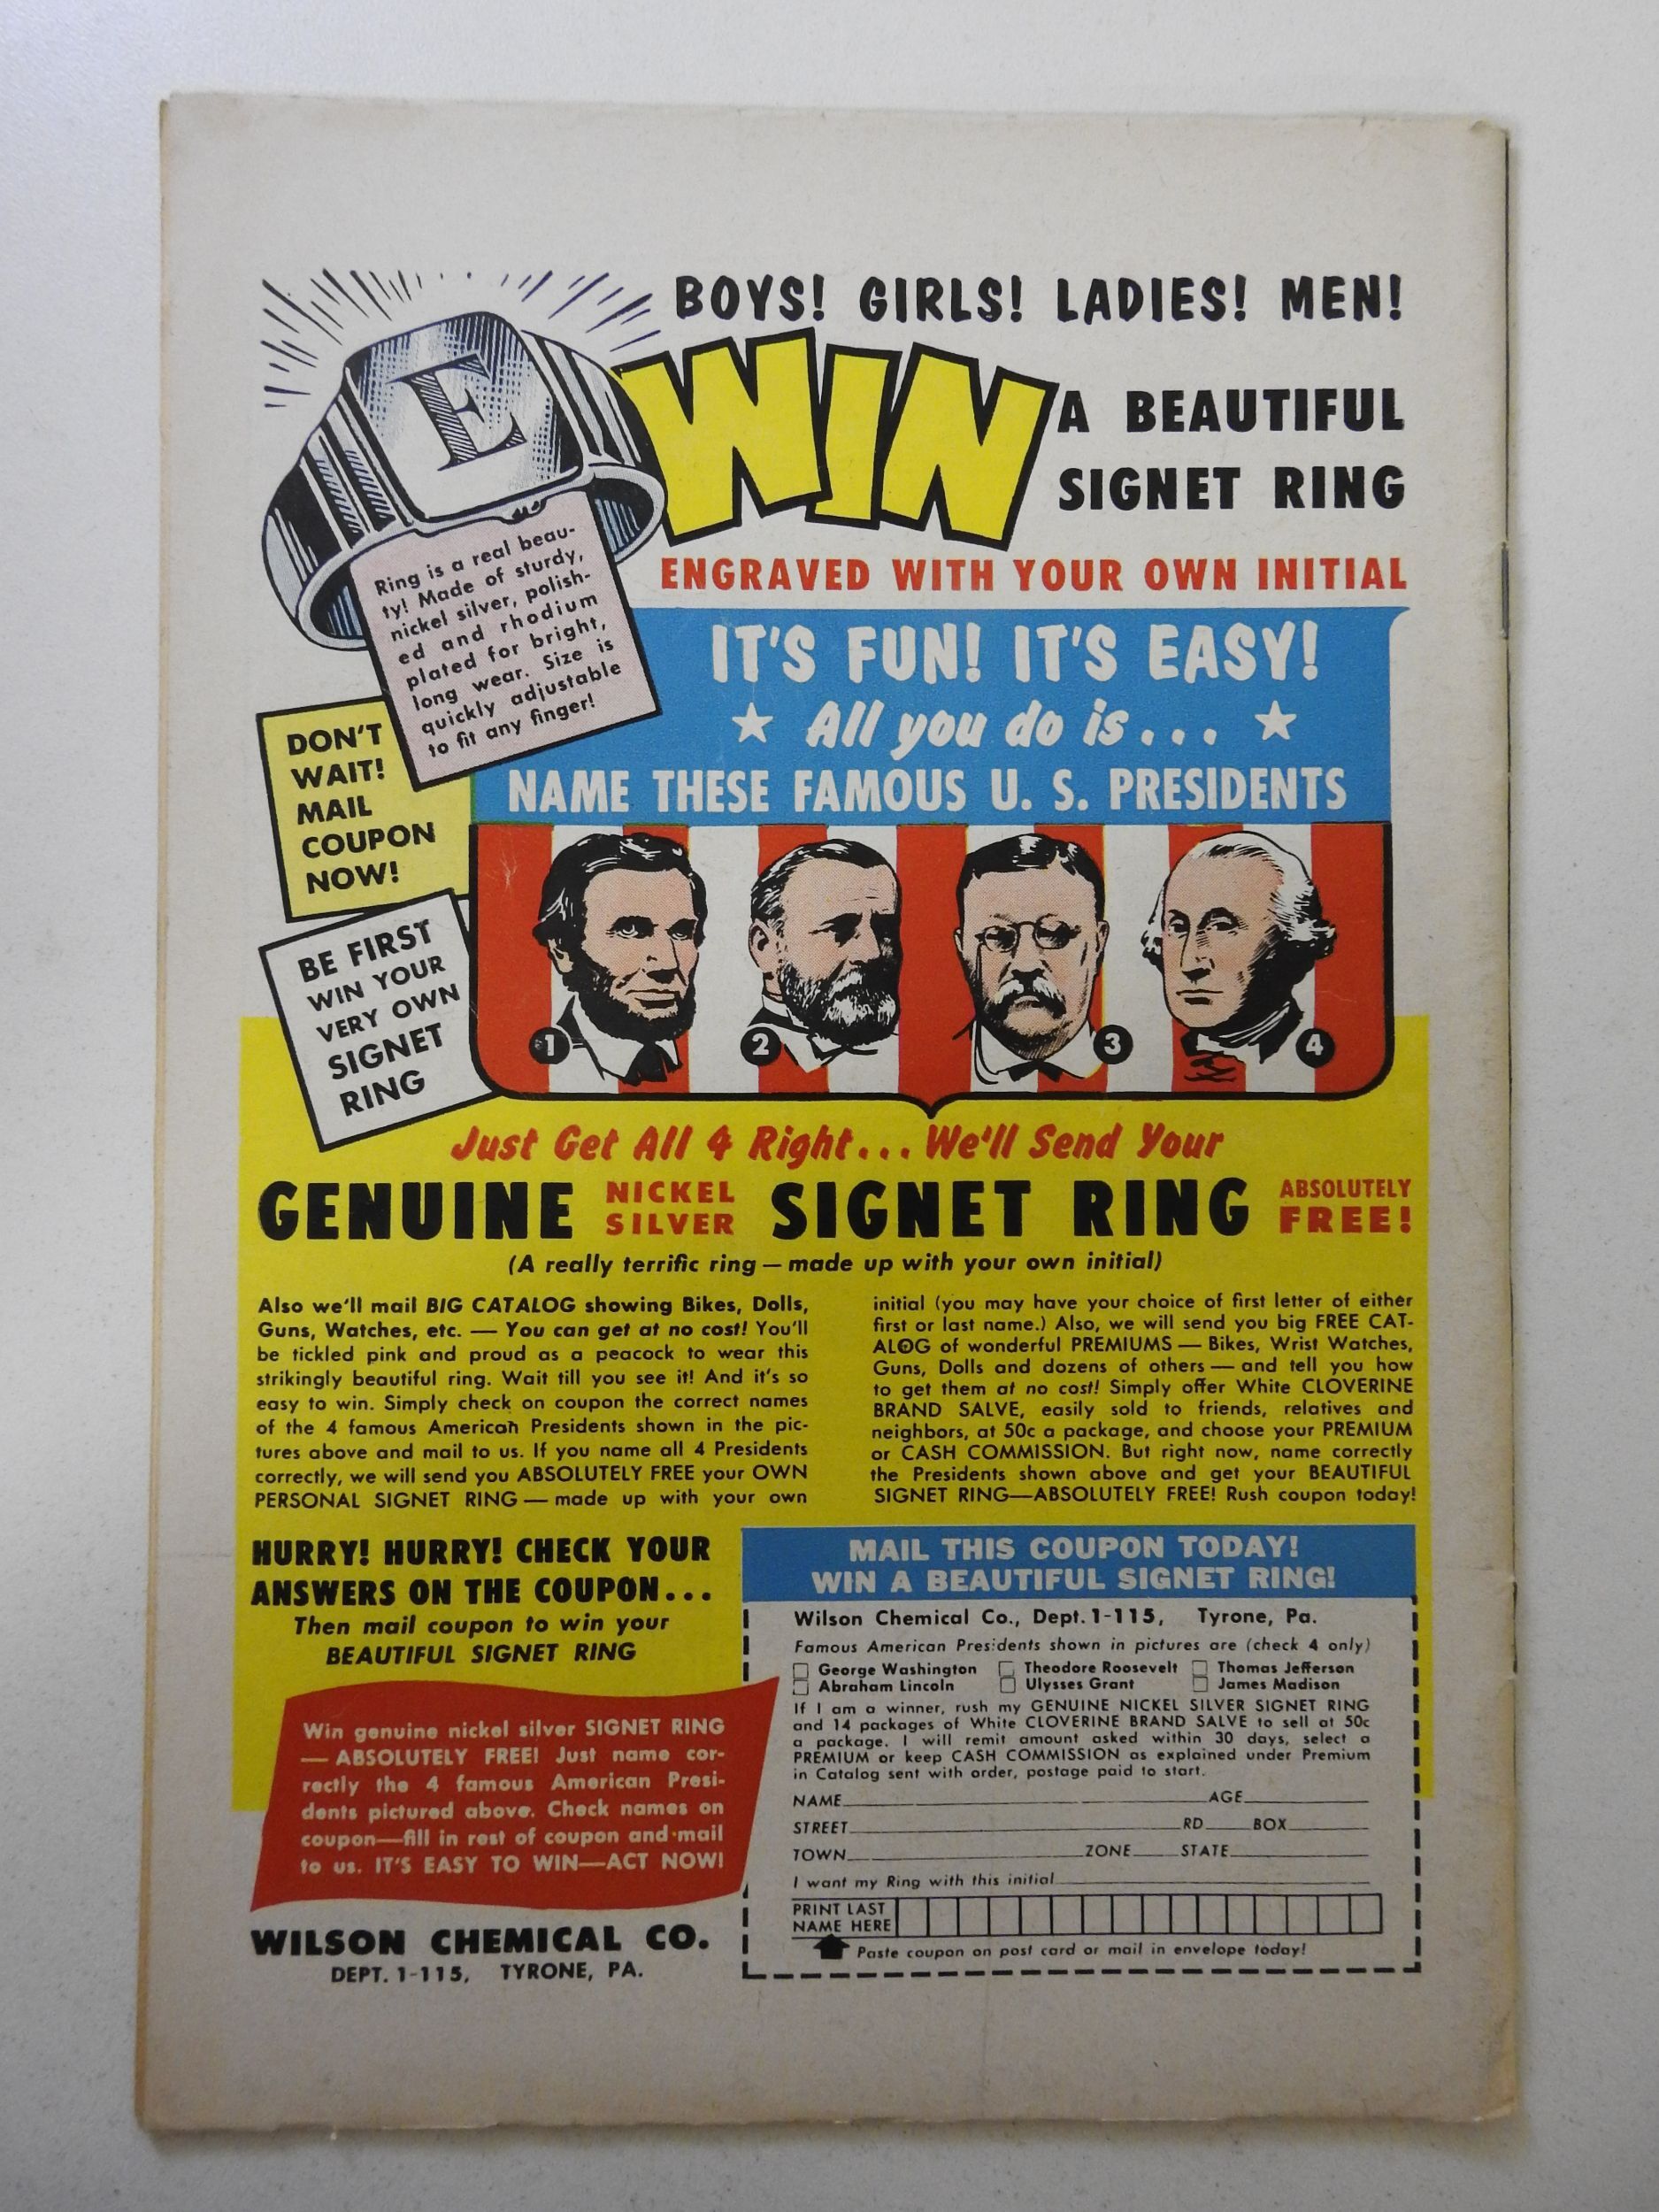 BOYS! GIRLS! LADIES! MEN!
E
WIN
A BEAUTIFUL
SIGNET RING
ENGRAVED WITH YOUR OWN INITIAL
Ring is a real beau-
ty! Made of sturdy,
nickel silver, polish-
ed and rhodium
plated for bright,
long wear. Size is
quickly adjustable
to fit any finger!
IT'S FUN! IT'S EASY!
★ All you do is... ★
NAME THESE FAMOUS U. S. PRESIDENTS
DON'T
WAIT!
MAIL
COUPON
NOW!
BE FIRST
WIN YOUR
VERY OWN
SIGNET
RING
1
2
3
4
Just Get All 4 Right... We'll Send Your
GENUINE NICKEL SILVER SIGNET RING ABSOLUTELY FREE!
(A really terrific ring — made up with your own initial)
Also we'll mail BIG CATALOG showing Bikes, Dolls,
Guns, Watches, etc. — You can get at no cost! You'll
be tickled pink and proud as a peacock to wear this
strikingly beautiful ring. Wait till you see it! And it's so
easy to win. Simply check on coupon the correct names
of the 4 famous American Presidents shown in the pic-
tures above and mail to us. If you name all 4 Presidents
correctly, we will send you ABSOLUTELY FREE your OWN
PERSONAL SIGNET RING — made up with your own
initial (you may have your choice of first letter of either
first or last name.) Also, we will send you big FREE CAT-
ALOG of wonderful PREMIUMS — Bikes, Wrist Watches,
Guns, Dolls and dozens of others — and tell you how
to get them at no cost! Simply offer White CLOVERINE
BRAND SALVE, easily sold to friends, relatives and
neighbors, at 50c a package, and choose your PREMIUM
or CASH COMMISSION. But right now, name correctly
the Presidents shown above and get your BEAUTIFUL
SIGNET RING—ABSOLUTELY FREE! Rush coupon today!
HURRY! HURRY! CHECK YOUR
ANSWERS ON THE COUPON...
Then mail coupon to win your
BEAUTIFUL SIGNET RING
Win genuine nickel silver SIGNET RING
— ABSOLUTELY FREE! Just name cor-
rectly the 4 famous American Presi-
dents pictured above. Check names on
coupon—fill in rest of coupon and mail
to us. IT'S EASY TO WIN—ACT NOW!
WILSON CHEMICAL CO.
DEPT. 1-115, TYRONE, PA.
MAIL THIS COUPON TODAY!
WIN A BEAUTIFUL SIGNET RING!
Wilson Chemical Co., Dept. 1-115, Tyrone, Pa.
Famous American Presidents shown in pictures are (check 4 only)
George Washington Theodore Roosevelt Thomas Jefferson
Abraham Lincoln Ulysses Grant James Madison
If I am a winner, rush my GENUINE NICKEL SILVER SIGNET RING
and 14 packages of White CLOVERINE BRAND SALVE to sell at 50c
a package. I will remit amount asked within 30 days, select a
PREMIUM or keep CASH COMMISSION as explained under Premium
in Catalog sent with order, postage paid to start.
NAME AGE
STREET RD BOX
TOWN ZONE STATE
I want my Ring with this initial
PRINT LAST
NAME HERE
Paste coupon on post card or mail in envelope today!